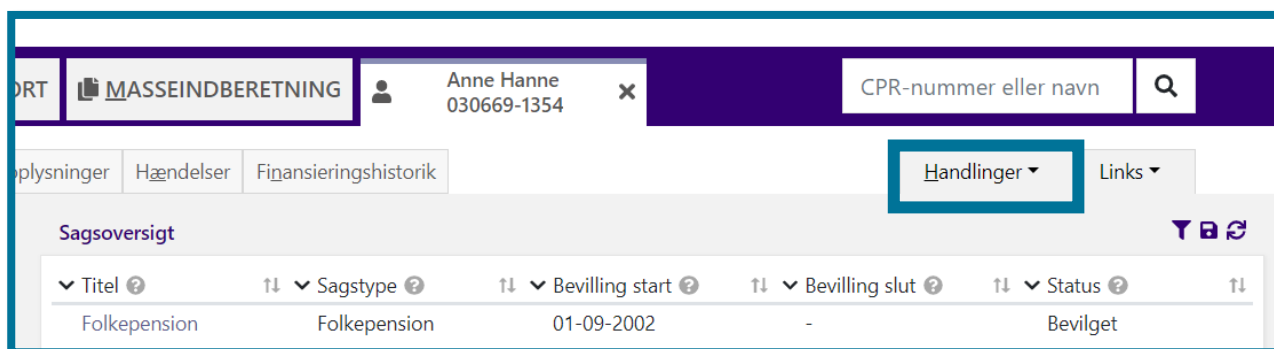 ORT MASSEINDBERETNING Anne Hanne CPR-nummer eller navn
030669-1354
oplysninger Hændelser Finansieringshistorik Handlinger Links
Sagsoversigt
Titel Sagstype Bevilling start Bevilling slut Status
Folkepension Folkepension 01-09-2002 - Bevilget